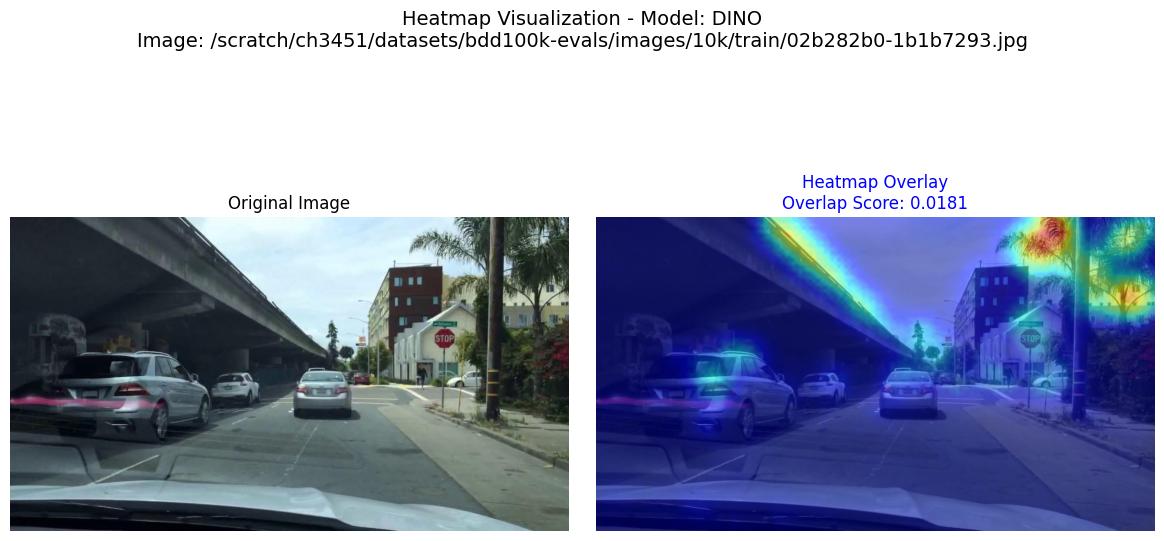 Heatmap Visualization - Model: DINO
Image: /scratch/ch3451/datasets/bdd100k-evals/images/10k/train/02b282b0-1b1b7293.jpg
Original Image
Heatmap Overlay
Overlap Score: 0.0181
STOP
STOP